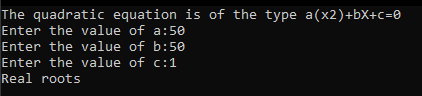 The quadratic equation is of the type a(x2)+bX+c=0
Enter the value of a:50
Enter the value of b:50
Enter the value of c:1
Real roots